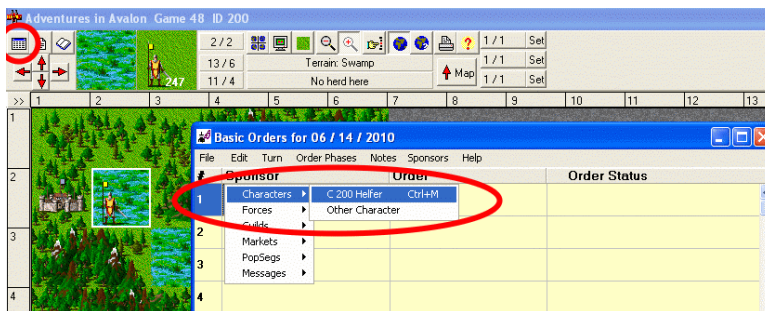 Adventures in Avalon Game 48 ID 200
2 / 2
1 / 1 Set
13 / 6 Terrain: Swamp
1 / 1 Set
247
11 / 4 No herd here
Map
1 / 1 Set
>> 1 2 3 4 5 6 7 8 9 10 11 12 13
1
Basic Orders for 06 / 14 / 2010
File Edit Turn Order Phases Notes Sponsors Help
# Sponsor Order Order Status
2
1
Characters C 200 Helfer Ctrl+M
Forces Other Character
Guilds
2
3
Markets
PopSegs
3
Messages
4
4